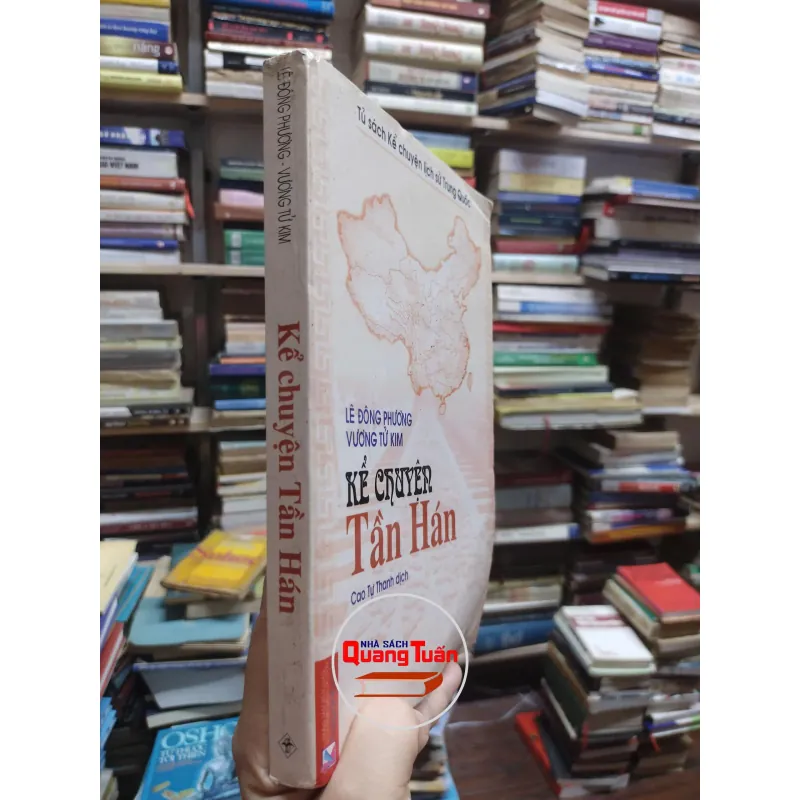 LÊ ĐÔNG PHƯƠNG - VƯƠNG TỬ KIM
Kể chuyện Tần Hán
Tủ sách Kể chuyện lịch sử Trung Quốc
LÊ ĐÔNG PHƯƠNG
VƯƠNG TỬ KIM
KỂ CHUYỆN
Tần Hán
Cao Tự Thanh dịch
NHÀ SÁCH
Quang Tuấn
OSHO